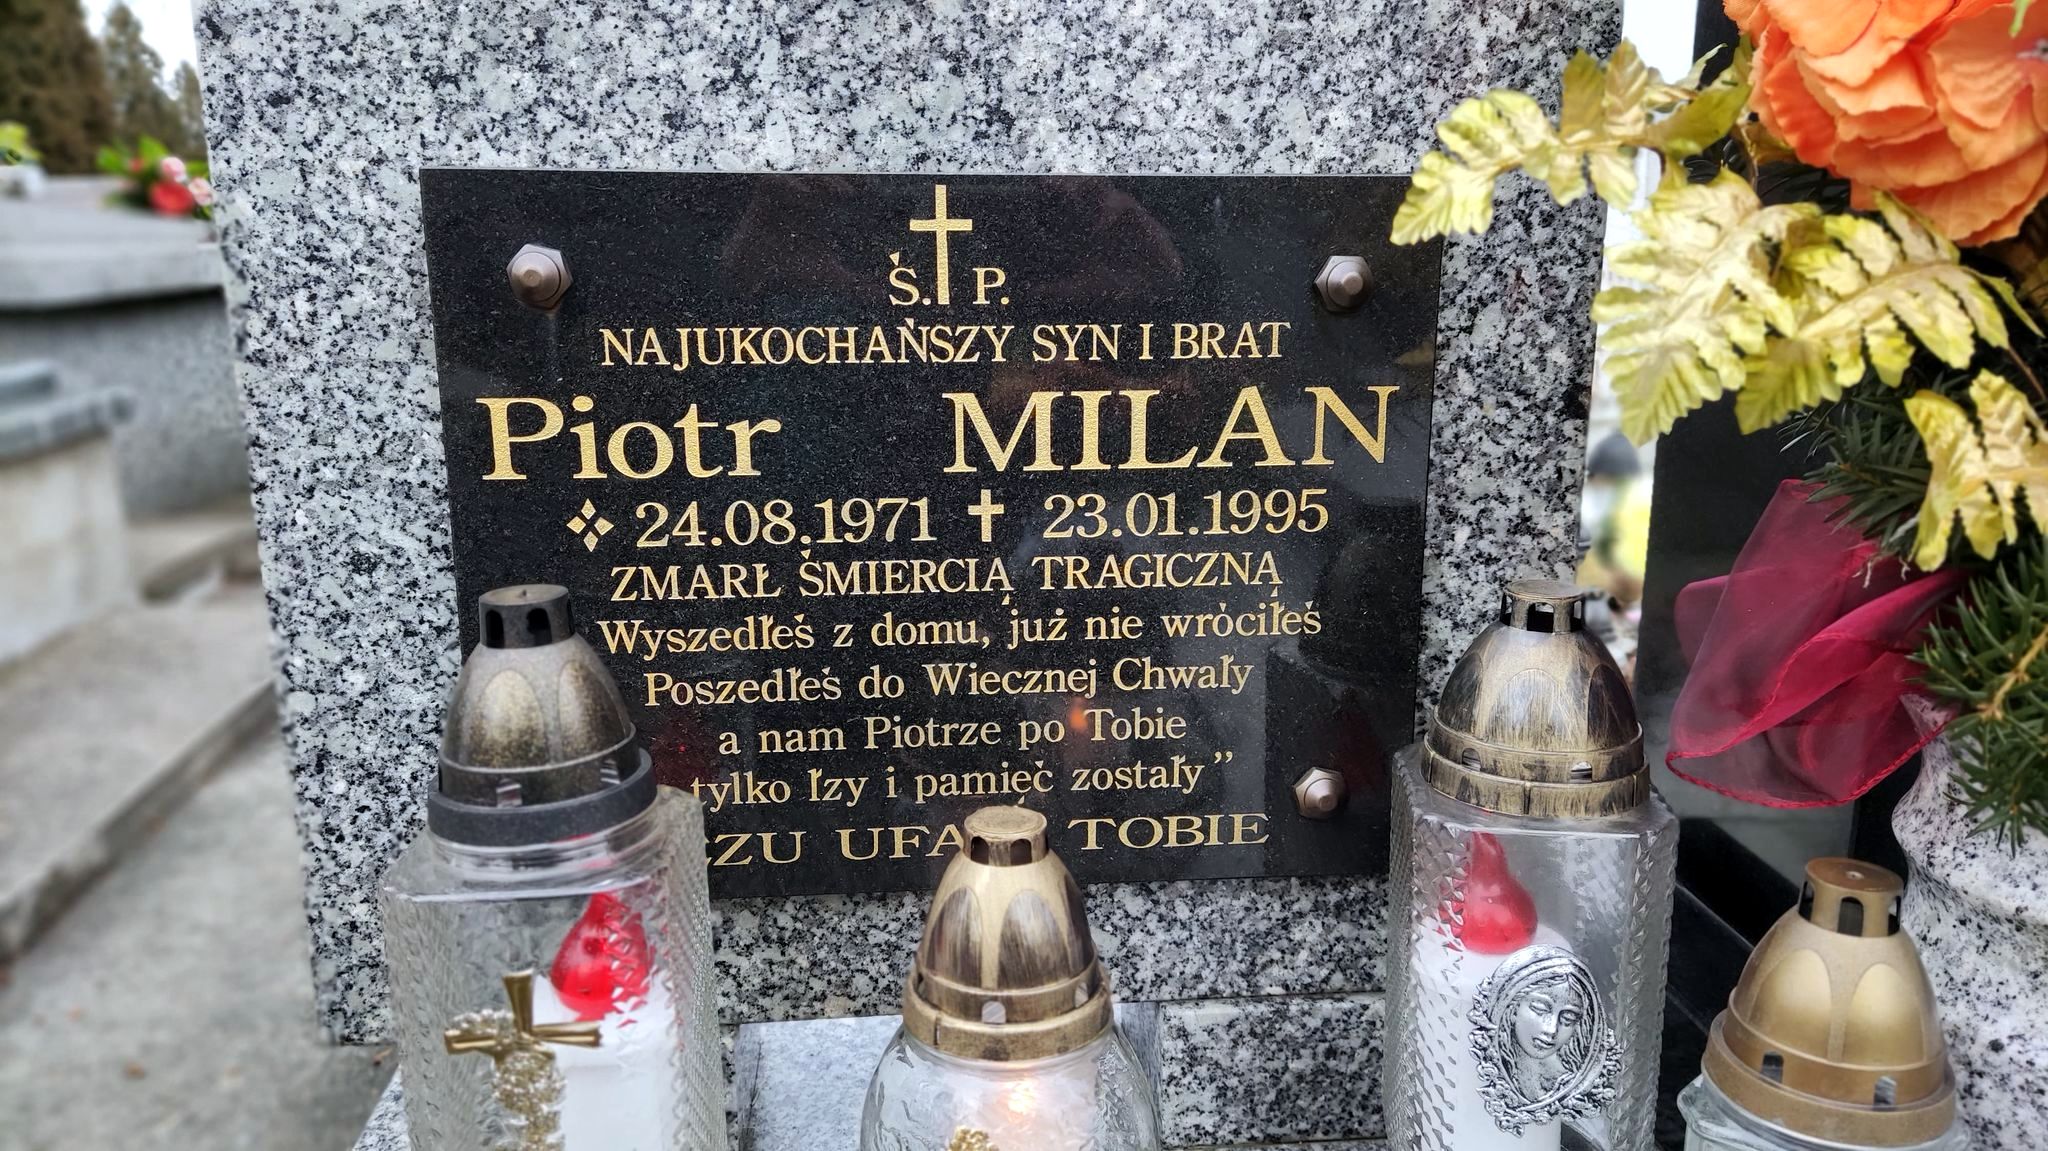 Ś. P.
NAJUKOCHAŃSZY SYN I BRAT
Piotr MILAN
24.08.1971 ✝ 23.01.1995
ZMARŁ ŚMIERCIĄ TRAGICZNĄ
Wyszedłeś z domu, już nie wróciłeś
Poszedłeś do Wiecznej Chwały
a nam Piotrze po Tobie
tylko łzy i pamięć zostały”
TOBIE